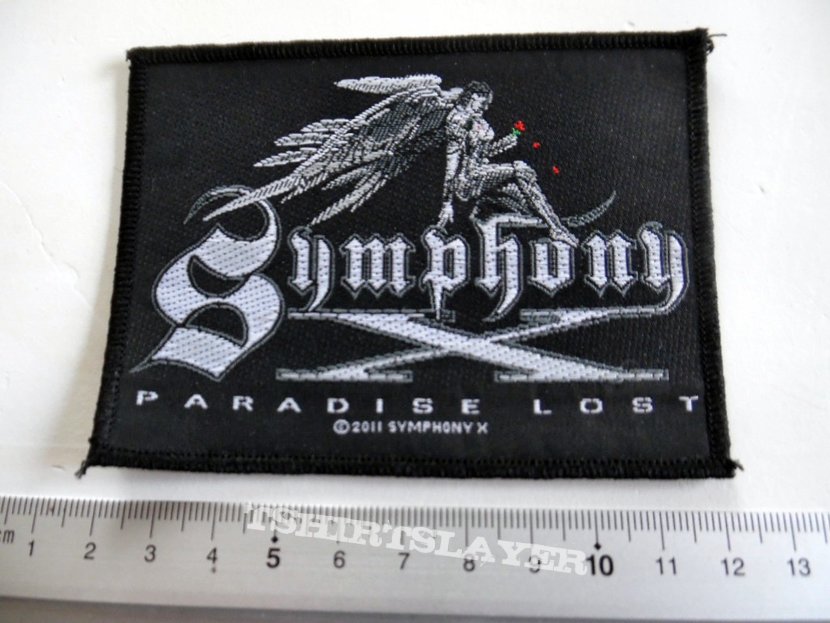 Symphony
X
PARADISE LOST
©2011 SYMPHONY X
TSHIRTSLAYER
cm 1 2 3 4 5 6 7 8 9 10 11 12 13